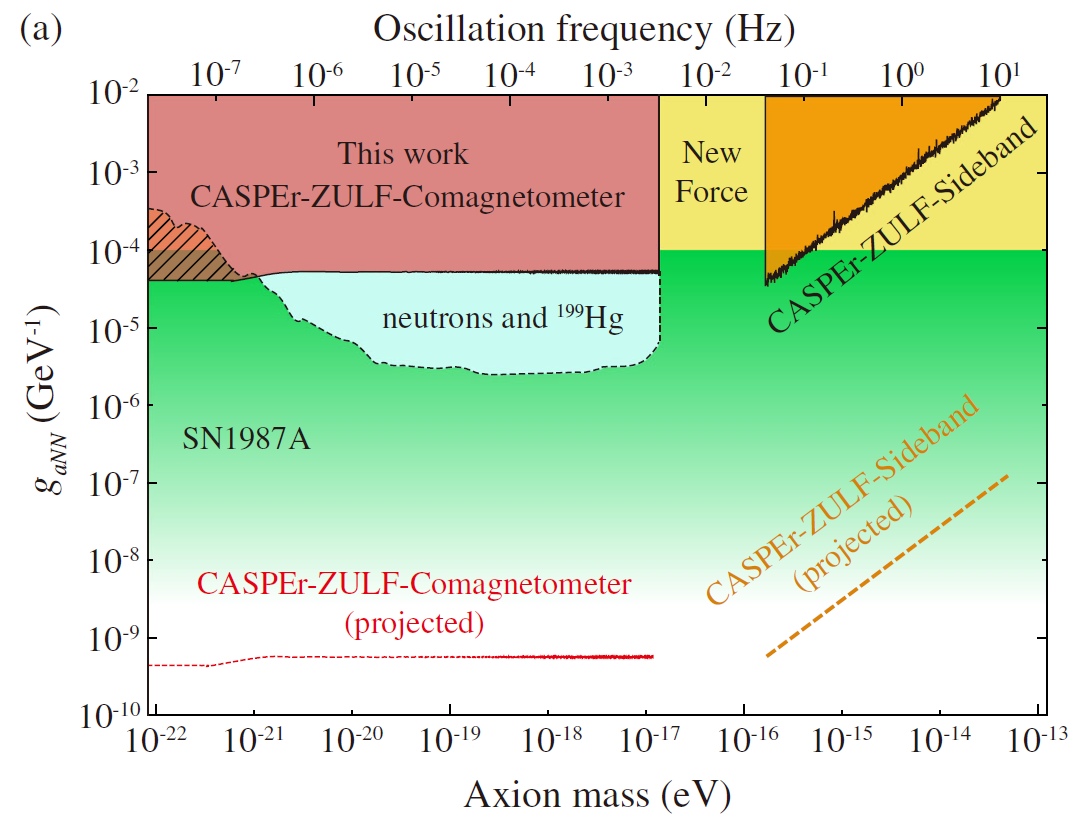 (a)
Oscillation frequency (Hz)
10⁻⁷ 10⁻⁶ 10⁻⁵ 10⁻⁴ 10⁻³ 10⁻² 10⁻¹ 10⁰ 10¹
10⁻²
10⁻³
10⁻⁴
10⁻⁵
10⁻⁶
10⁻⁷
10⁻⁸
10⁻⁹
10⁻¹⁰
g_aNN (GeV⁻¹)
This work
CASPEr-ZULF-Comagnetometer
New
Force
CASPEr-ZULF-Sideband
neutrons and ¹⁹⁹Hg
SN1987A
CASPEr-ZULF-Sideband
(projected)
CASPEr-ZULF-Comagnetometer
(projected)
10⁻²² 10⁻²¹ 10⁻²⁰ 10⁻¹⁹ 10⁻¹⁸ 10⁻¹⁷ 10⁻¹⁶ 10⁻¹⁵ 10⁻¹⁴ 10⁻¹³
Axion mass (eV)